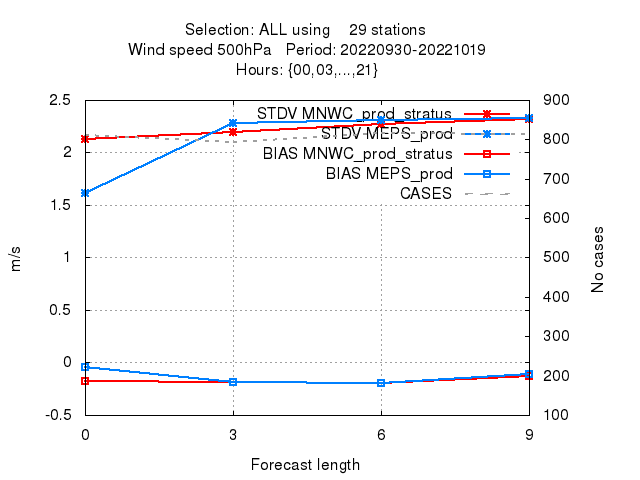 Selection: ALL using    29 stations
Wind speed 500hPa   Period: 20220930-20221019
Hours: {00,03,...,21}
2.5
2
1.5
1
0.5
0
-0.5
m/s
STDV MNWC_prod_stratus
STDV MEPS_prod
BIAS MNWC_prod_stratus
BIAS MEPS_prod
CASES
900
800
700
600
500
400
300
200
100
No cases
0 3 6 9
Forecast length